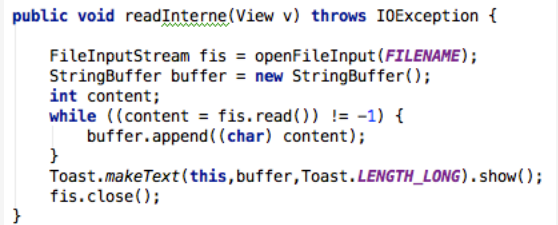 public void readInterne(View v) throws IOException {
FileInputStream fis = openFileInput(FILENAME);
StringBuffer buffer = new StringBuffer();
int content;
while ((content = fis.read()) != -1) {
buffer.append((char) content);
}
Toast.makeText(this,buffer,Toast.LENGTH_LONG).show();
fis.close();
}